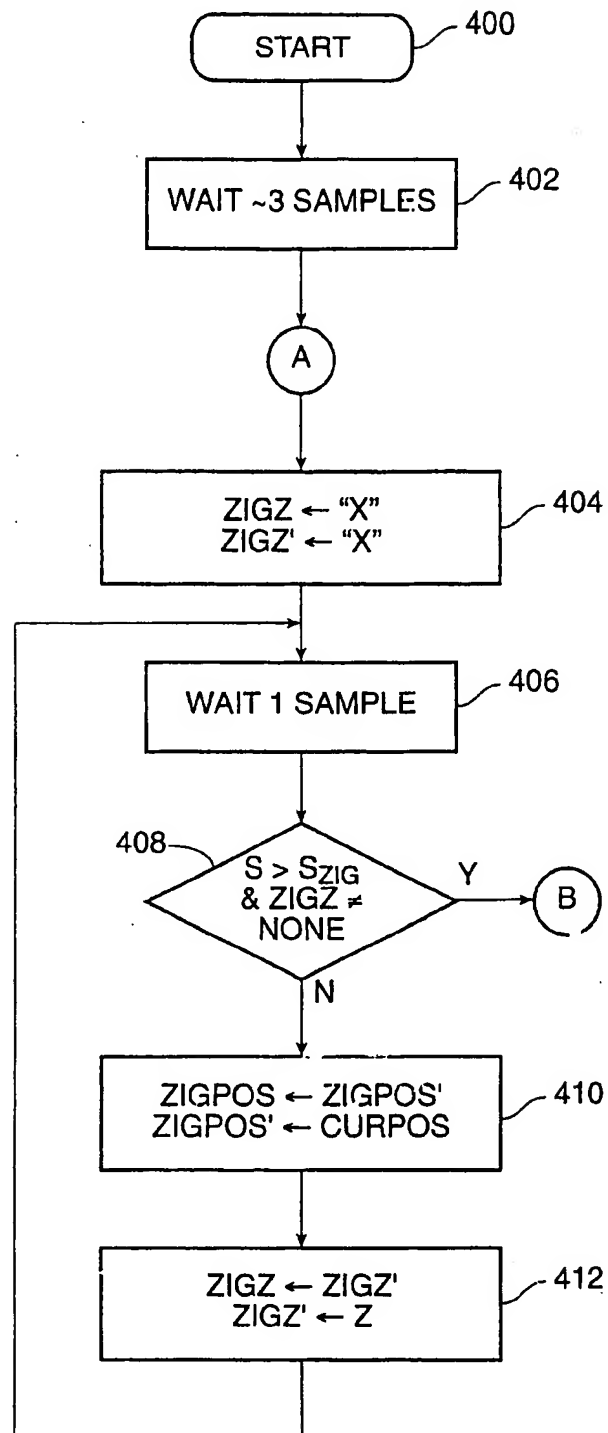 START
400
WAIT ~3 SAMPLES
402
A
ZIGZ ← “X”
ZIGZ' ← “X”
404
WAIT 1 SAMPLE
406
408
S > SZIG
& ZIGZ ≠
NONE
Y
B
N
ZIGPOS ← ZIGPOS'
ZIGPOS' ← CURPOS
410
ZIGZ ← ZIGZ'
ZIGZ' ← Z
412